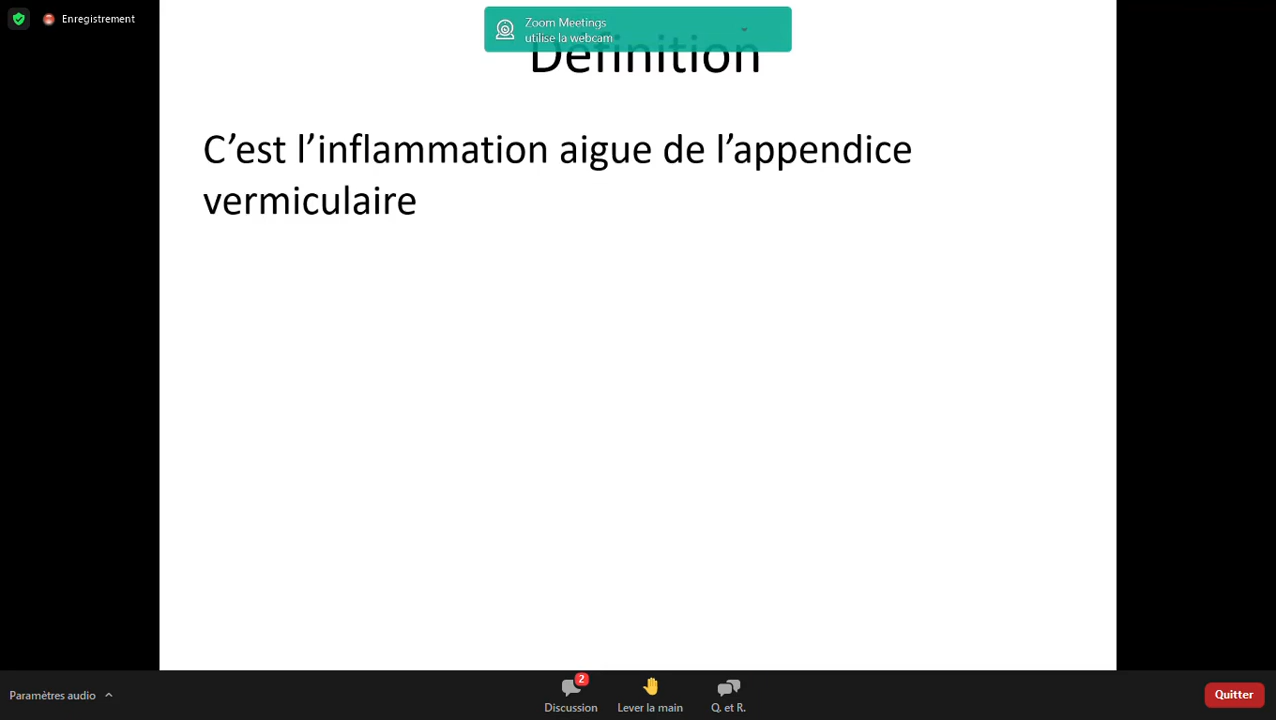 Enregistrement
Zoom Meetings
utilise la webcam
Définition
C’est l’inflammation aigue de l’appendice
vermiculaire
Paramètres audio
2
Discussion
Lever la main
Q. et R.
Quitter